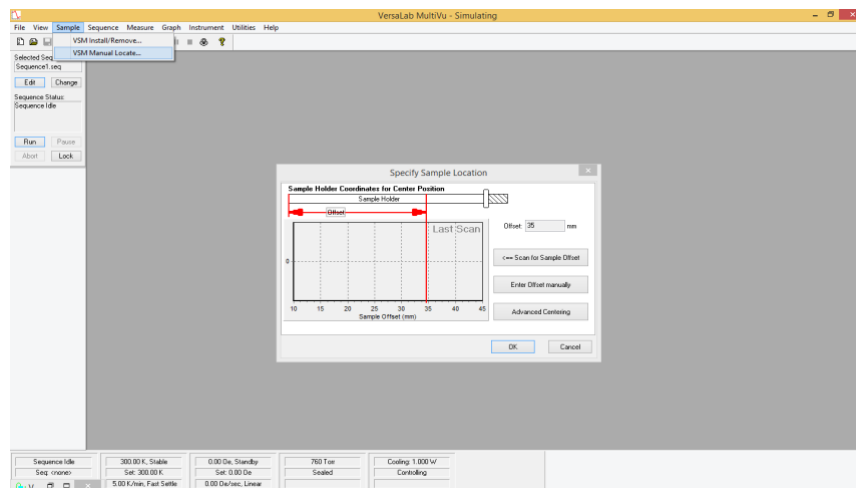 VersaLab MultiVu - Simulating
File View Sample Sequence Measure Graph Instrument Utilities Help
VSM Install/Remove...
VSM Manual Locate...
Selected Seq
Sequence1.seq
Edit Change
Sequence Status:
Sequence Idle
Run Pause
Abort Lock
Specify Sample Location
Sample Holder Coordinates for Center Position
Sample Holder
Offset
Last Scan
0
10 15 20 25 30 35 40 45
Sample Offset (mm)
Offset: 35 mm
<== Scan for Sample Offset
Enter Offset manually
Advanced Centering
OK Cancel
Sequence Idle 300.00 K, Stable 0.00 Oe, Standby 760 Torr Cooling: 1.000 W
Seq: <none> Set: 300.00 K Set: 0.00 Oe Sealed Controlling
5.00 K/min, Fast Settle 0.00 Oe/sec, Linear